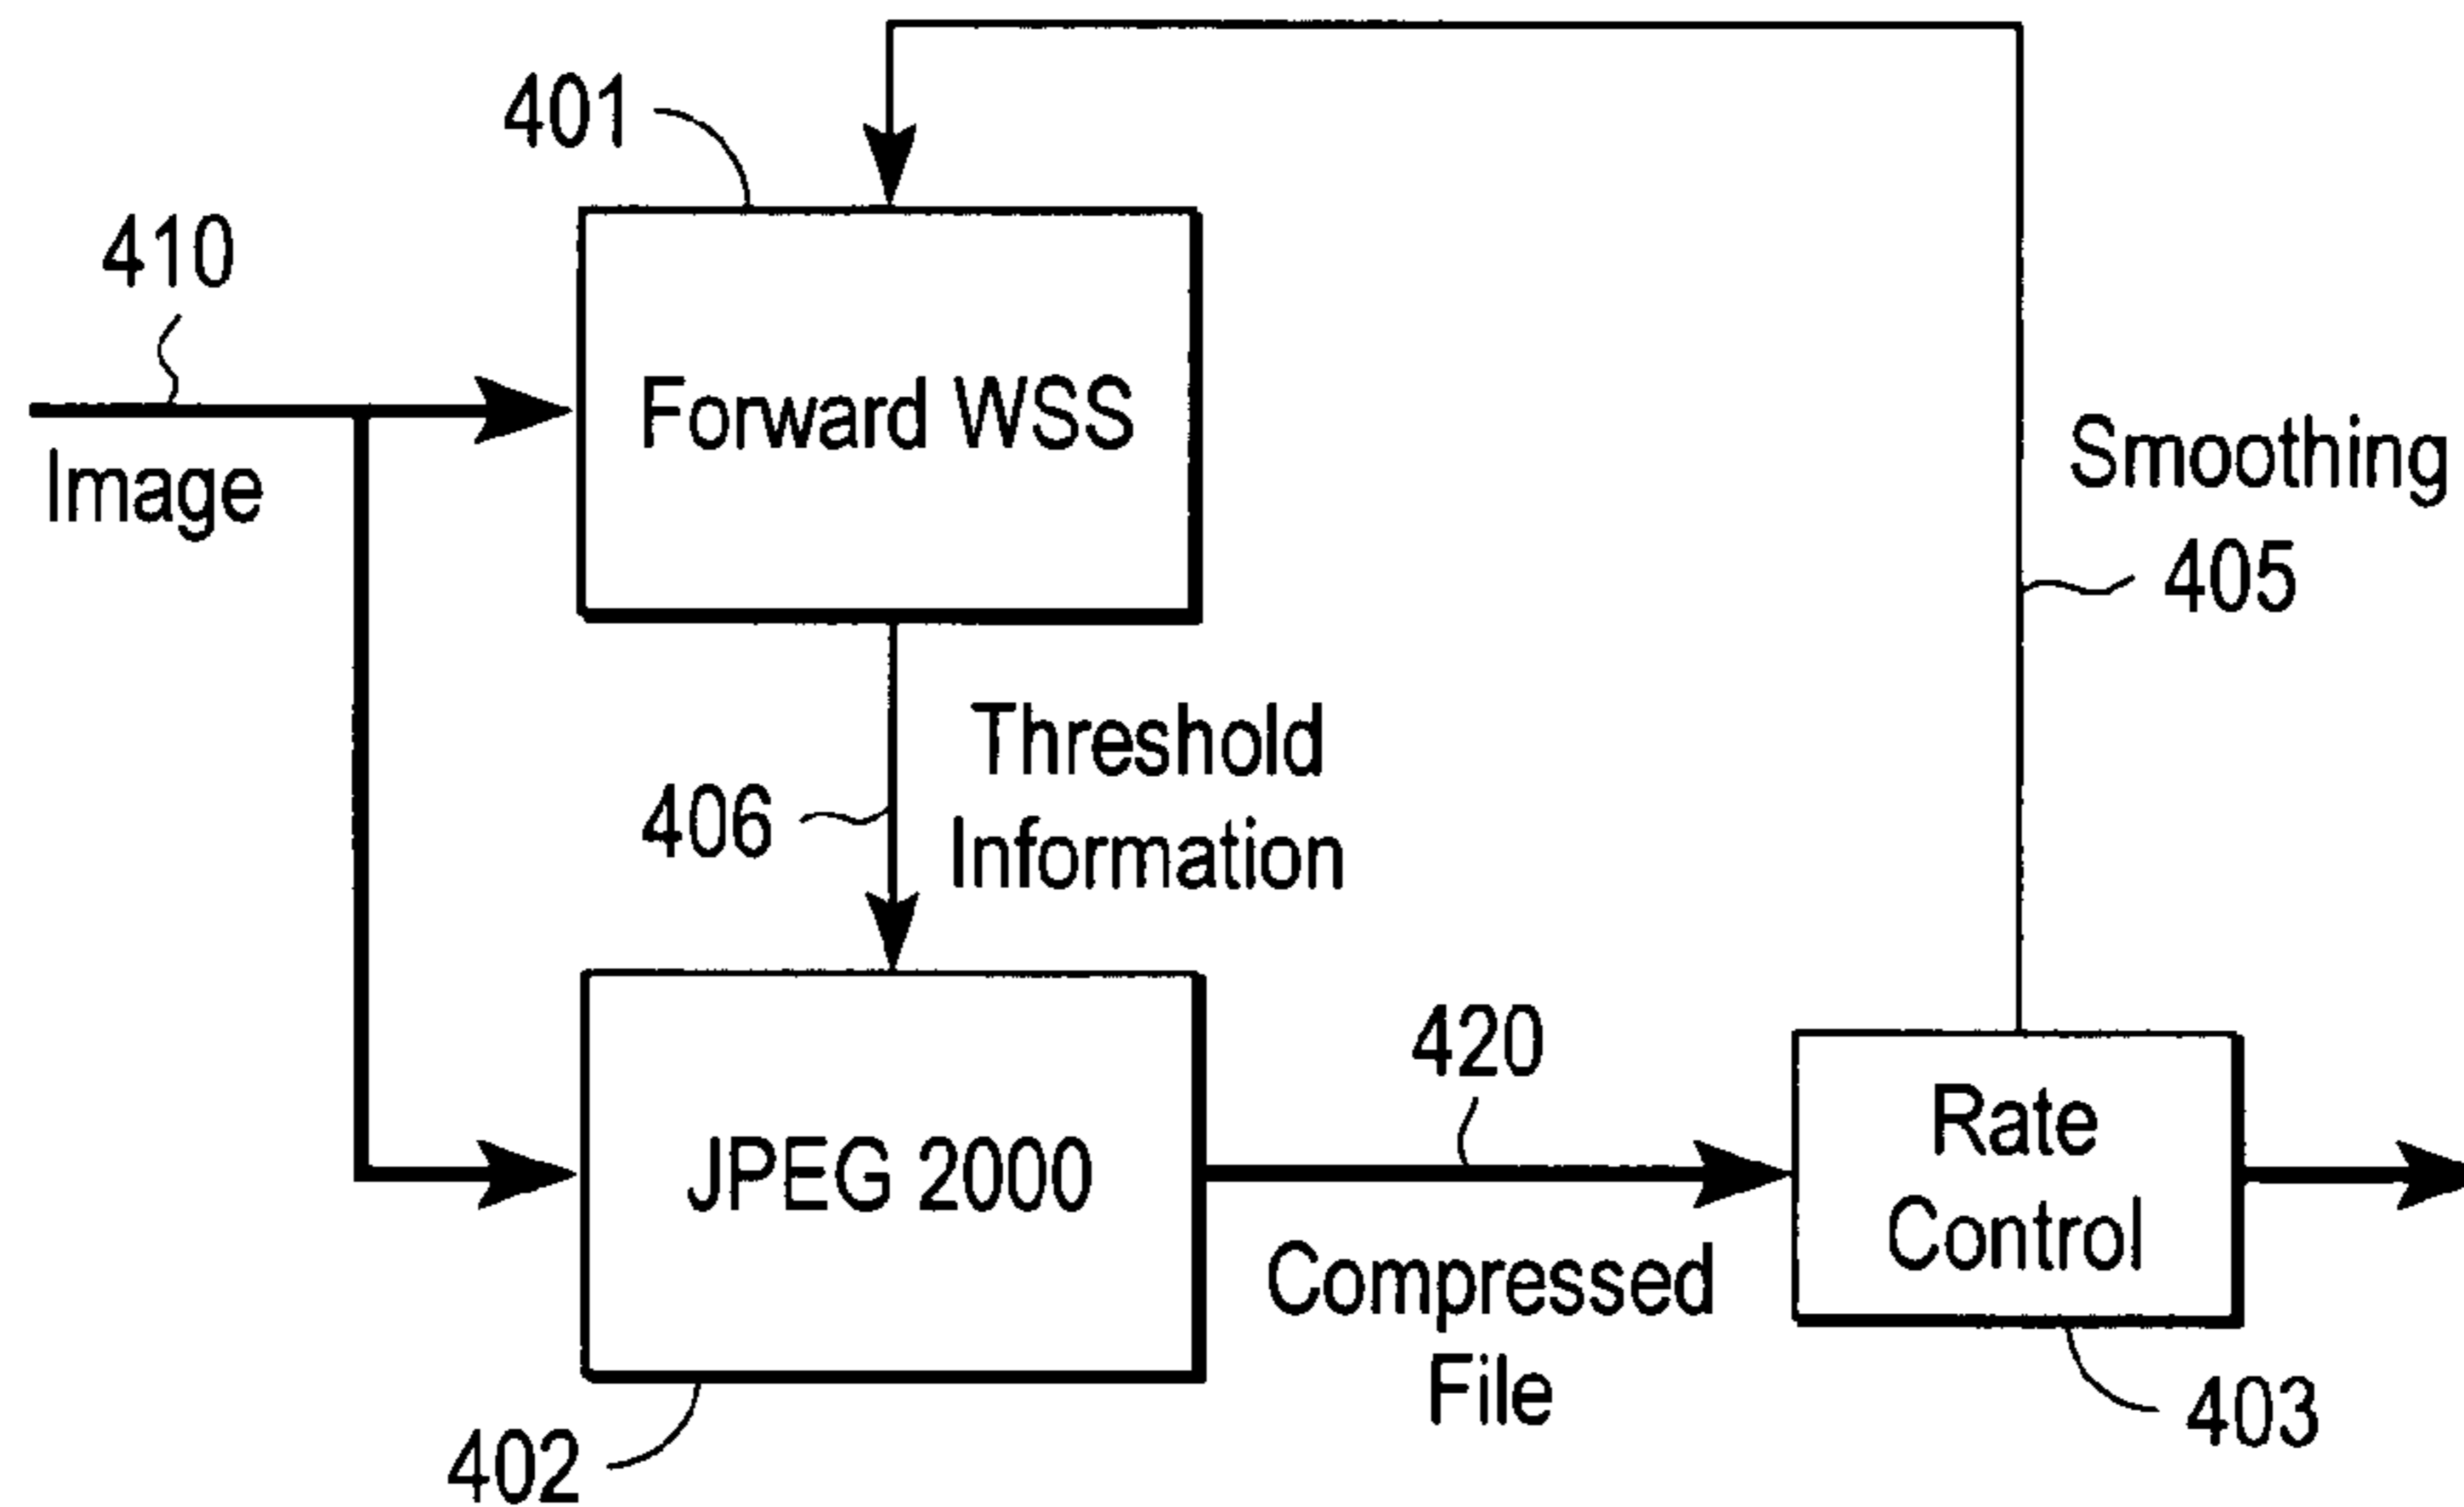 401
410
Image
Forward WSS
Smoothing
405
Threshold
Information
406
JPEG 2000
402
420
Compressed
File
Rate
Control
403